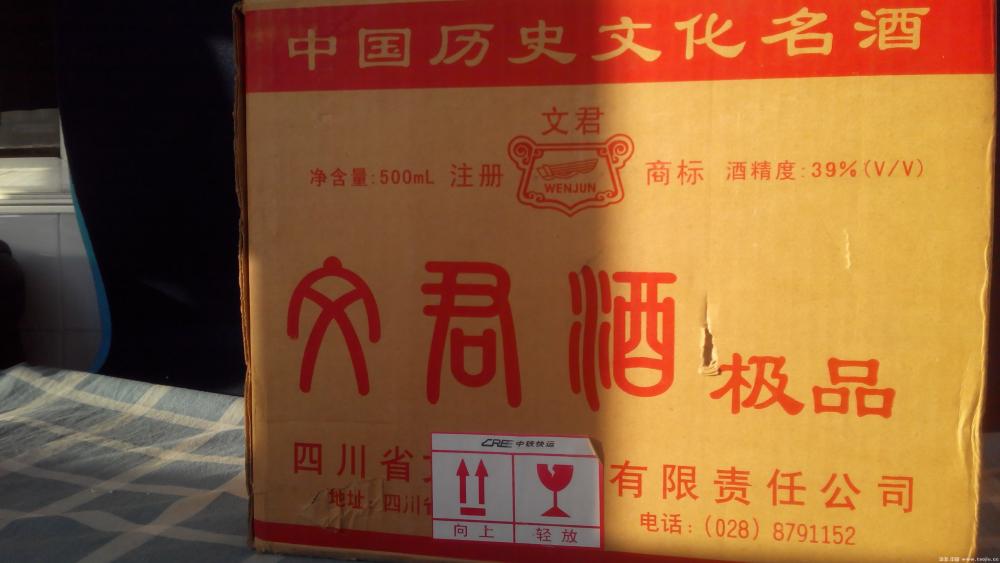 中国历史文化名酒
文君
净含量:500mL 注册 WENJUN 商标 酒精度:39%(V/V)
文君酒 极品
四川省 有限责任公司
地址: 四川省
电话:(028) 8791152
CRE 中铁快运
向上 轻放